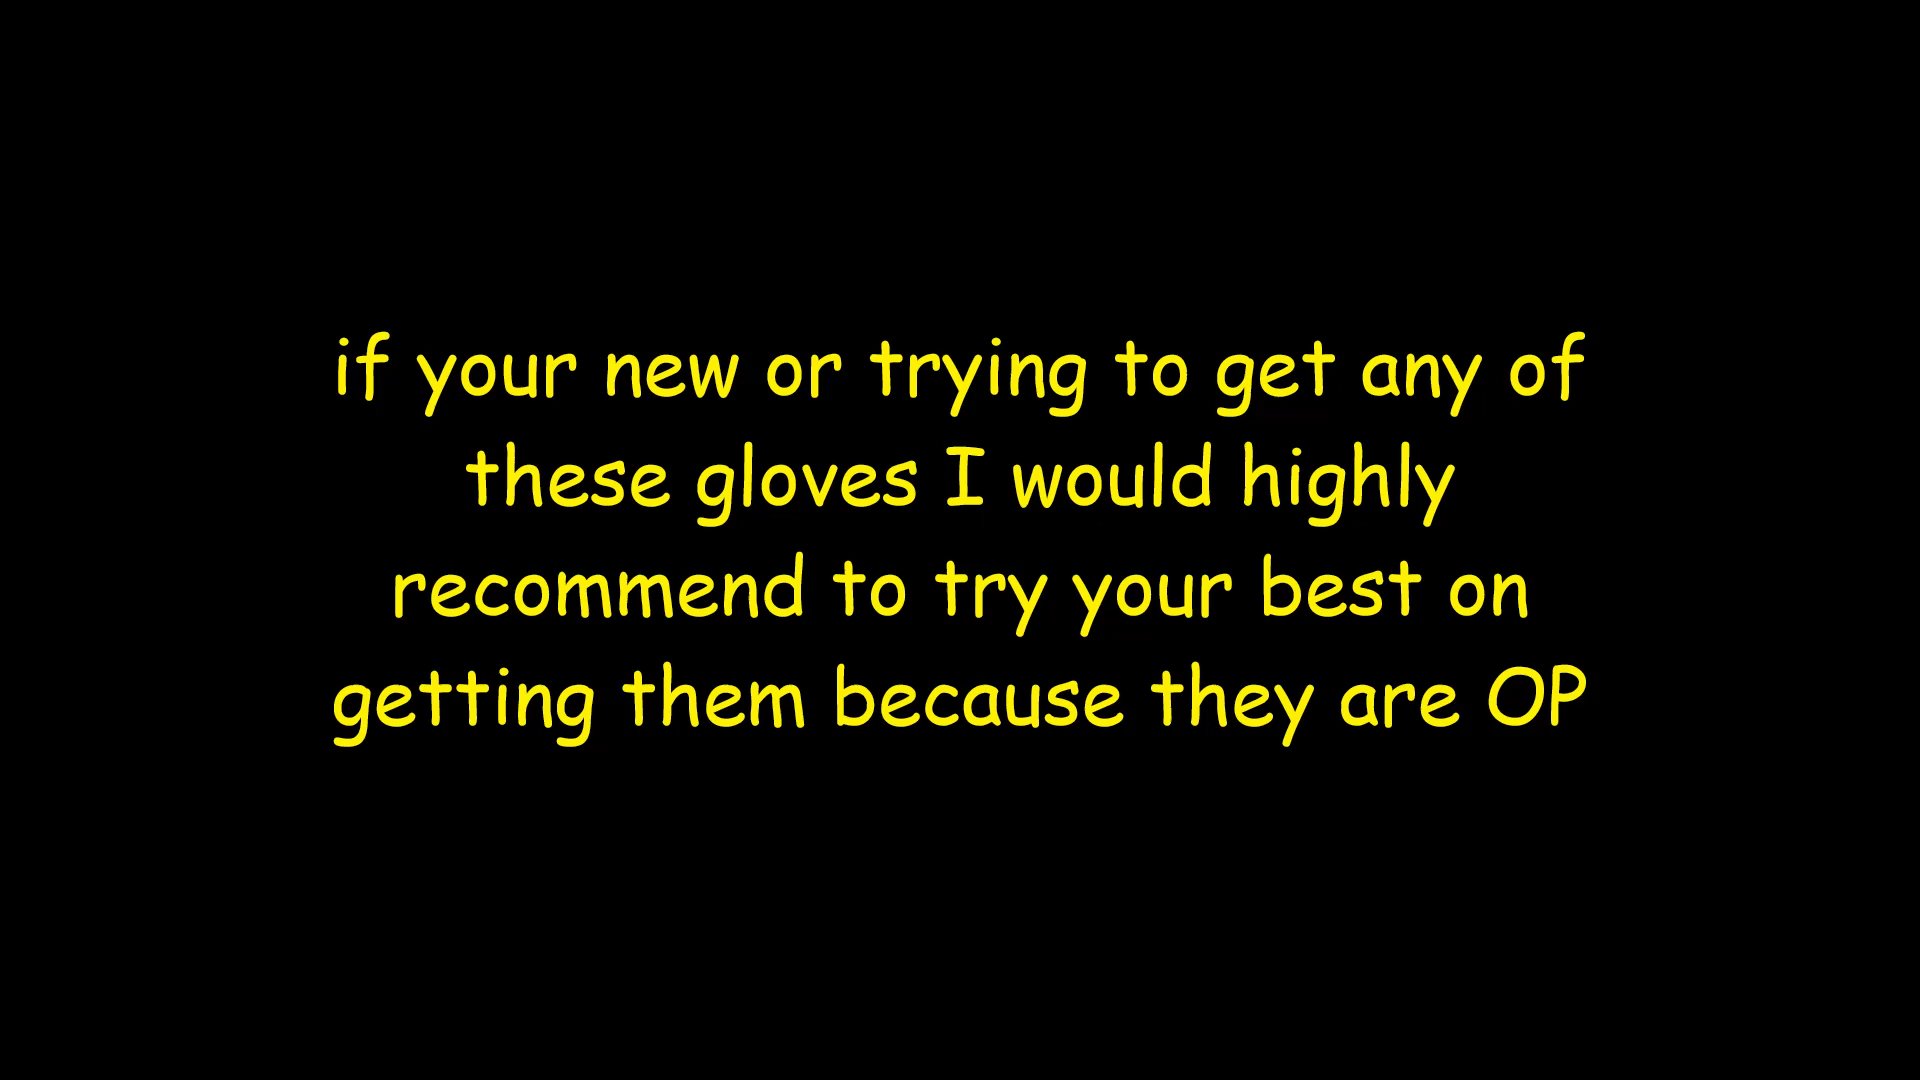 if your new or trying to get any of
these gloves I would highly
recommend to try your best on
getting them because they are OP